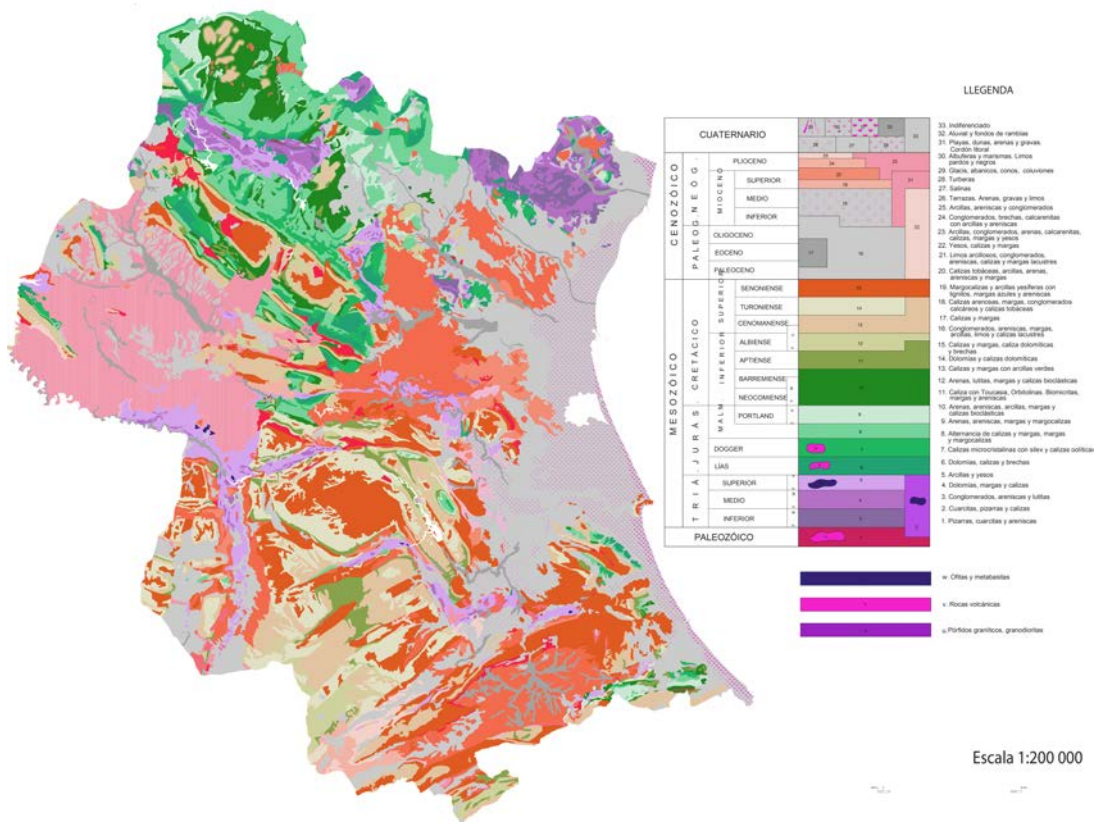 LLEGENDA
CUATERNARIO
CENOZÓICO
PALEOGNEÓG.
MIOCENO
PLIOCENO
SUPERIOR
MEDIO
INFERIOR
OLIGOCENO
EOCENO
PALEOCENO
MESOZÓICO
CRETÁCICO
SUPERIOR
SENONIENSE
TURONIENSE
CENOMANENSE
INFERIOR
ALBIENSE
APTIENSE
BARREMIENSE
NEOCOMIENSE
JURÁS.
MALM
PORTLAND
DOGGER
LÍAS
TRIÁ.
SUPERIOR
MEDIO
INFERIOR
PALEOZÓICO
33. Indiferenciado
32. Aluvial y fondos de ramblas
31. Playas, dunas, arenas y gravas.
Cordón litoral
30. Albuferas y marismas. Limos
pardos y negros
29. Glacis, abanicos, conos, coluviones
28. Turberas
27. Salinas
26. Terrazas. Arenas, gravas y limos
25. Arcillas, areniscas y conglomerados
24. Conglomerados, brechas, calcarenitas
con arcillas y areniscas
23. Arcillas, conglomerados, arenas, calcarenitas,
calizas, margas y yesos
22. Yesos, calizas y margas
21. Limos arcillosos, conglomerados,
areniscas, calizas y margas lacustres
20. Calizas tobáceas, arcillas, arenas,
areniscas y margas
19. Margocalizas y arcillas yesíferas con
lignitos, margas azules y areniscas
18. Calizas arenosas, margas, conglomerados
calcáreos y calizas tobáceas
17. Calizas y margas
16. Conglomerados, areniscas, margas,
arcillas, limos y calizas lacustres
15. Calizas y margas, caliza dolomíticas
y brechas
14. Dolomías y calizas dolomíticas
13. Calizas y margas con arcillas verdes
12. Arenas, lutitas, margas y calizas bioclásticas
11. Caliza con Toucasia, Orbitolinas, Biomicritas,
margas y areniscas
10. Arenas, areniscas, arcillas, margas y
calizas bioclásticas
9. Arenas, areniscas, margas y margocalizas
8. Alternancia de calizas y margas, margas
y margocalizas
7. Calizas microcristalinas con silex y calizas oolíticas
6. Dolomías, calizas y brechas
5. Arcillas y yesos
4. Dolomías, margas y calizas
3. Conglomerados, areniscas y lutitas
2. Cuarcitas, pizarras y calizas
1. Pizarras, cuarcitas y areniscas
w. Ofitas y metabasitas
v. Rocas volcánicas
u. Pórfidos graníticos, granodioritas
Escala 1:200 000